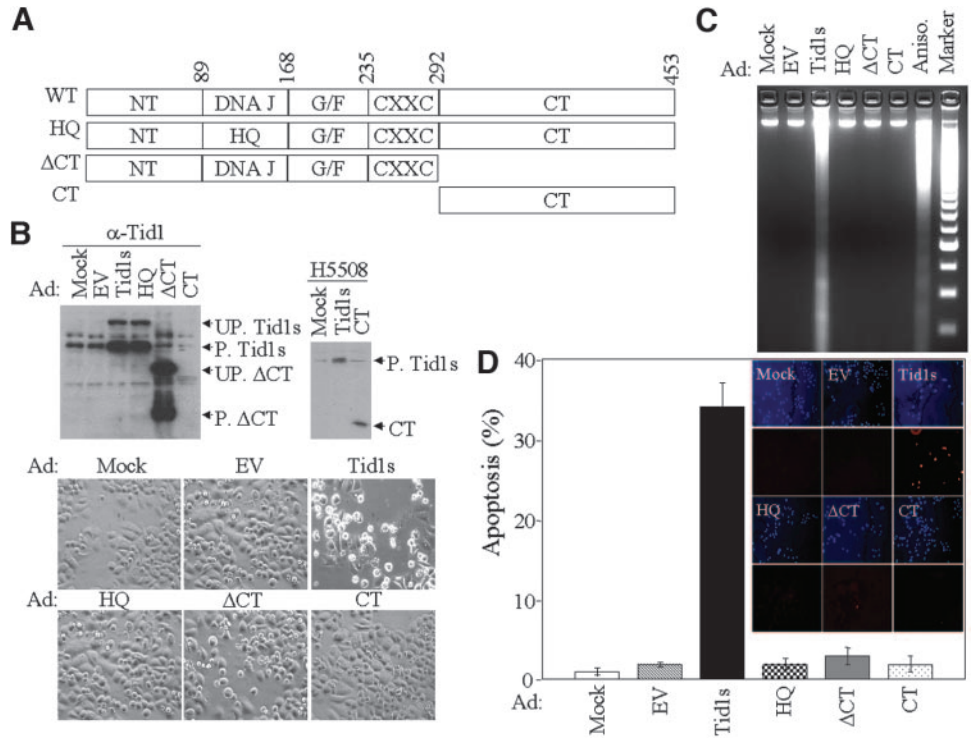 A
89 168 235 292 453
WT NT DNA J G/F CXXC CT
HQ NT HQ G/F CXXC CT
ΔCT NT DNA J G/F CXXC
CT CT
B
α-Tid1
Ad: Mock EV Tid1s HQ ΔCT CT
UP. Tid1s
P. Tid1s
UP. ΔCT
P. ΔCT
H5508
Mock Tid1s CT
P. Tid1s
CT
Ad: Mock EV Tid1s
Ad: HQ ΔCT CT
C
Ad: Mock EV Tid1s HQ ΔCT CT Aniso. Marker
D
Apoptosis (%)
40
30
20
10
0
Mock EV Tid1s
HQ ΔCT CT
Ad: Mock EV Tid1s HQ ΔCT CT